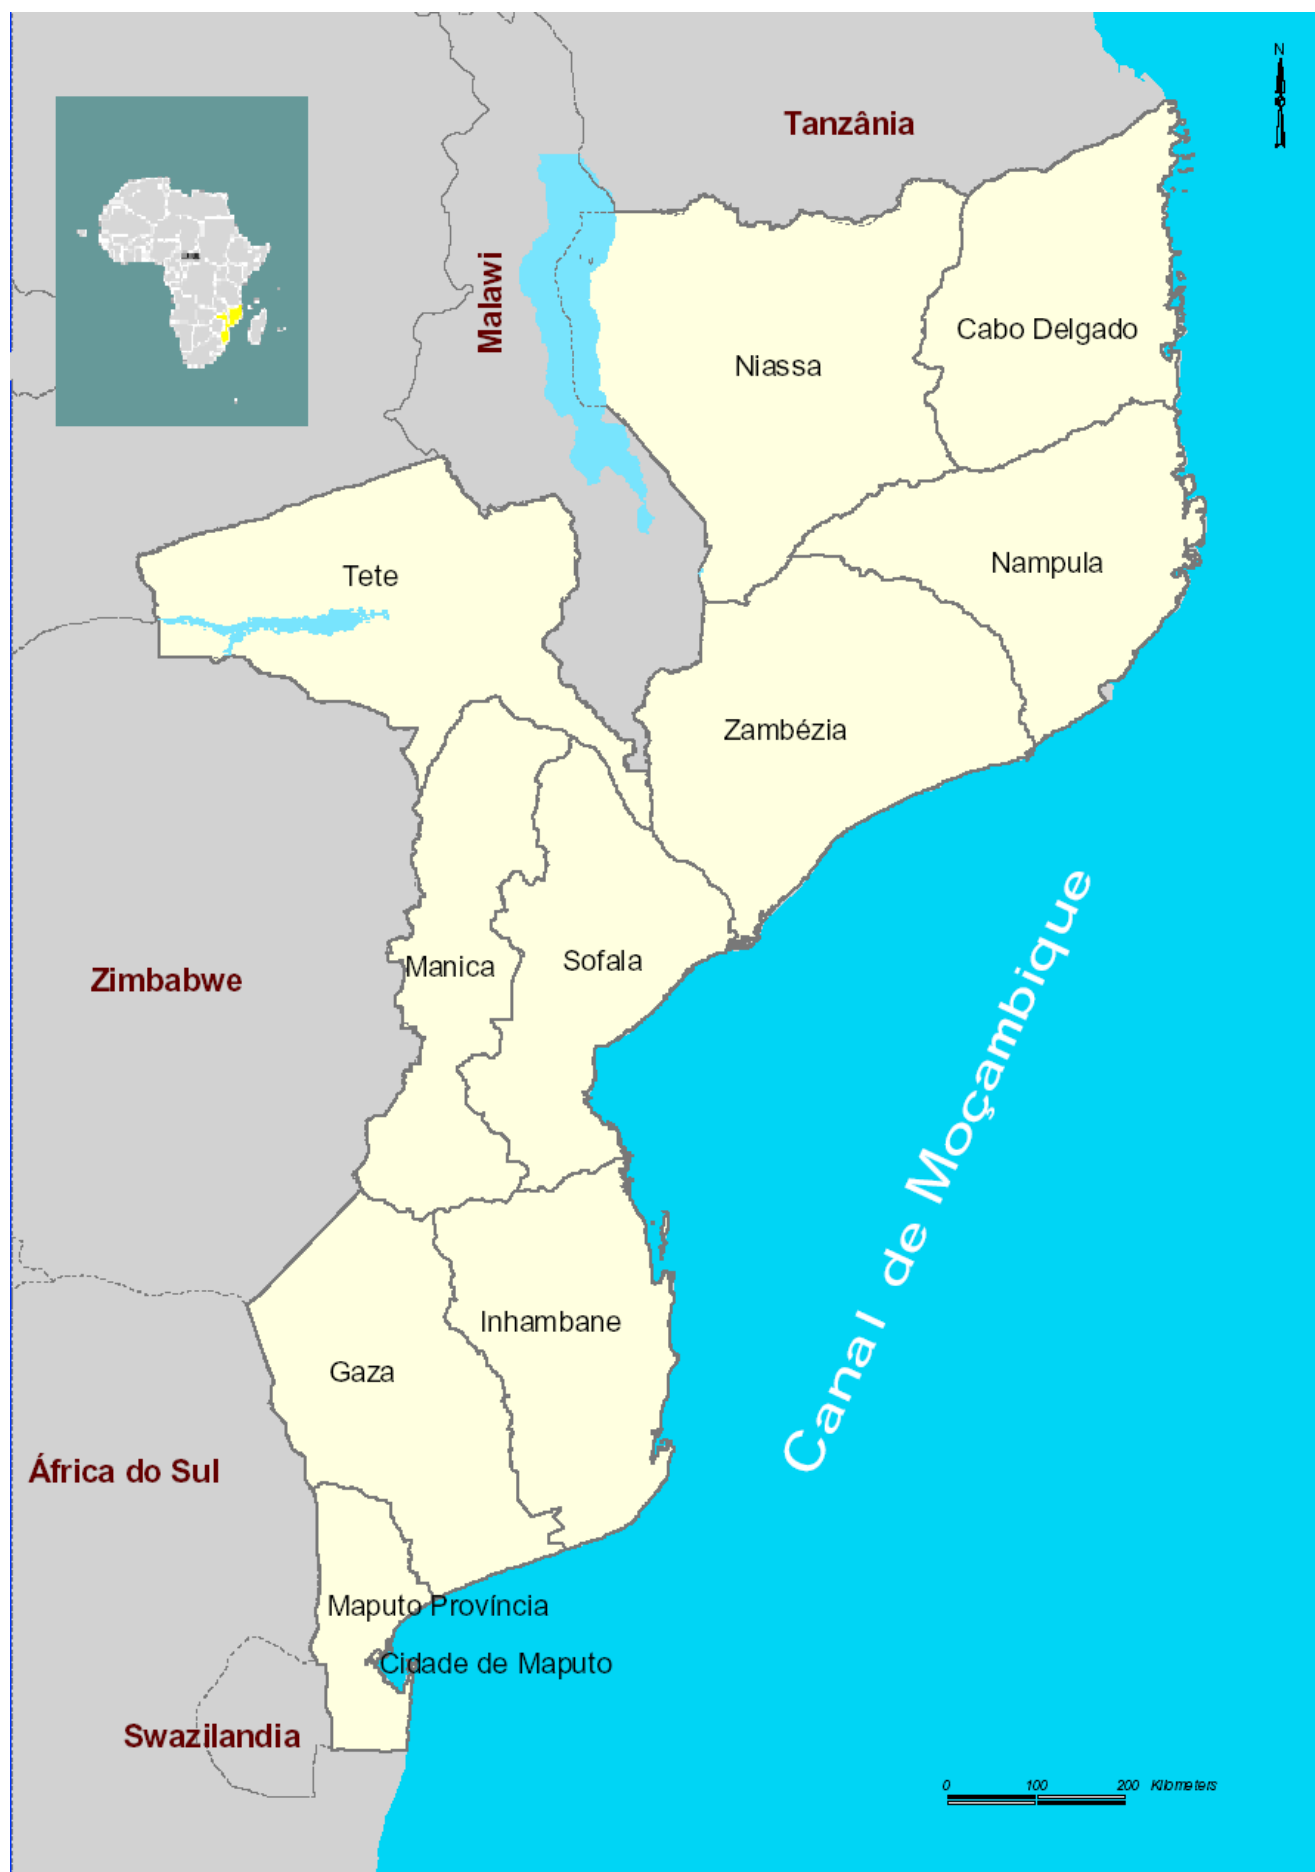 N
Tanzânia
Malawi
Cabo Delgado
Niassa
Nampula
Tete
Zambézia
Canal de Moçambique
Manica
Sofala
Zimbabwe
Inhambane
Gaza
África do Sul
Maputo Província
Cidade de Maputo
Swazilandia
0 100 200 Kilometers